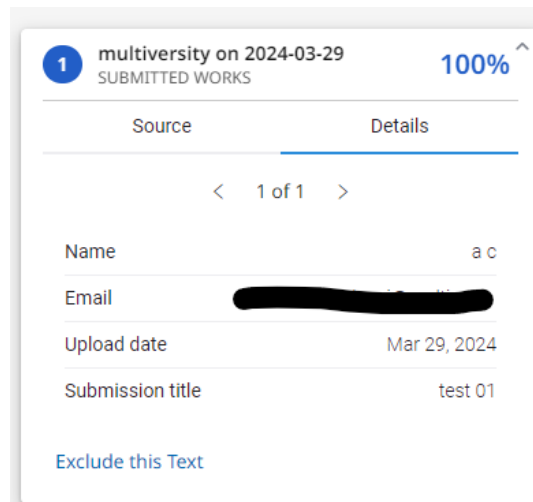 1 multiversity on 2024-03-29 100%
SUBMITTED WORKS
Source Details
< 1 of 1 >
Name a c
Email
Upload date Mar 29, 2024
Submission title test 01
Exclude this Text